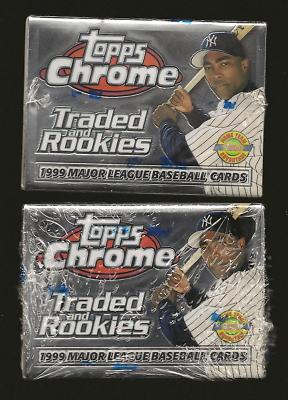 Topps
Chrome
Traded
and
Rookies
1999 MAJOR LEAGUE BASEBALL CARDS
Topps
Chrome
Traded
and
Rookies
1999 MAJOR LEAGUE BASEBALL CARDS